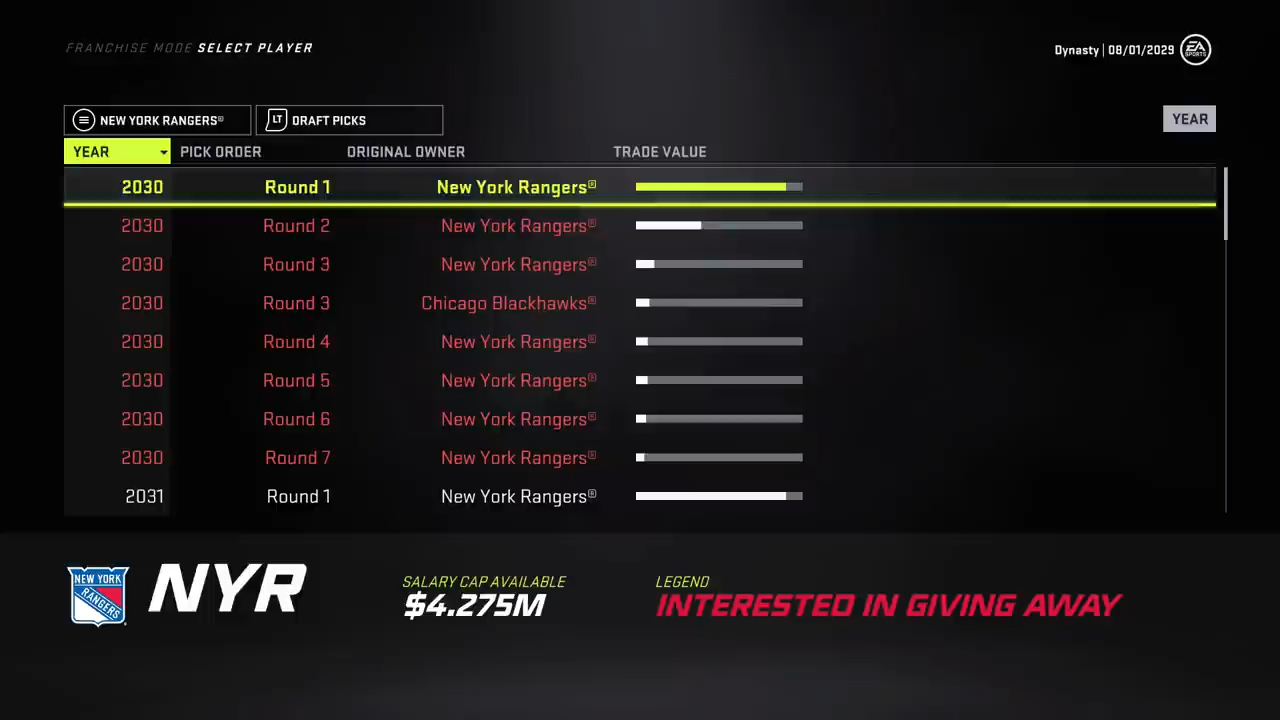 FRANCHISE MODE SELECT PLAYER
Dynasty | 08/01/2029 EA SPORTS
NEW YORK RANGERS® LT DRAFT PICKS YEAR
YEAR PICK ORDER ORIGINAL OWNER TRADE VALUE
2030 Round 1 New York Rangers®
2030 Round 2 New York Rangers®
2030 Round 3 New York Rangers®
2030 Round 3 Chicago Blackhawks®
2030 Round 4 New York Rangers®
2030 Round 5 New York Rangers®
2030 Round 6 New York Rangers®
2030 Round 7 New York Rangers®
2031 Round 1 New York Rangers®
NEW YORK RANGERS
NYR
SALARY CAP AVAILABLE
$4.275M
LEGEND
INTERESTED IN GIVING AWAY